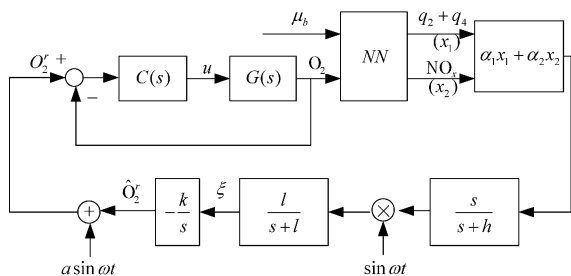 μ_b
q₂ + q₄
(x₁)
O₂ʳ +
−
C(s)
u
G(s)
O₂
NN
NOₓ
(x₂)
α₁x₁ + α₂x₂
Ô₂ʳ
+
a sin ωt
−k/s
ξ
l/(s+l)
×
sin ωt
s/(s+h)